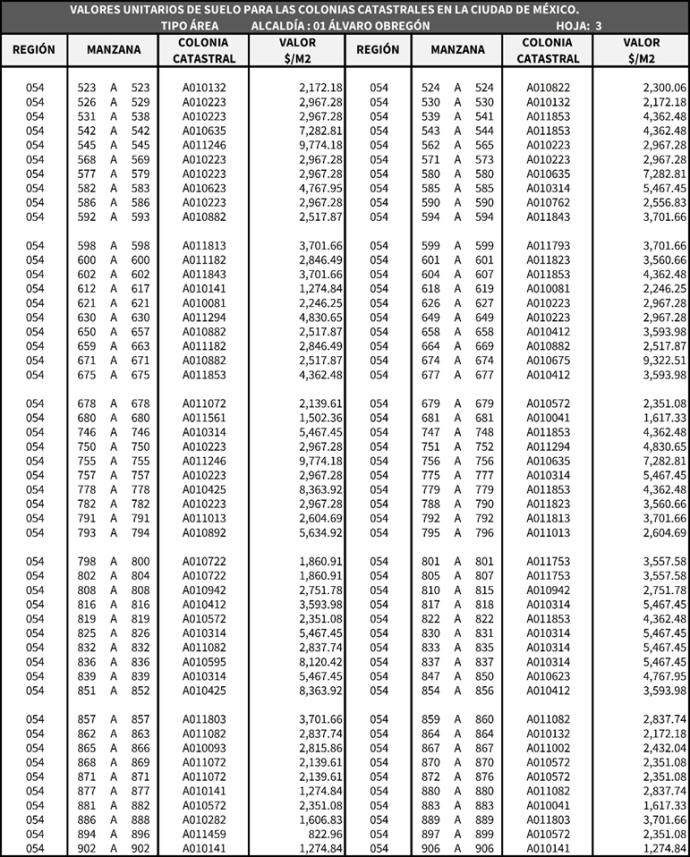 VALORES UNITARIOS DE SUELO PARA LAS COLONIAS CATASTRALES EN LA CIUDAD DE MÉXICO.
TIPO ÁREA ALCALDÍA : 01 ÁLVARO OBREGÓN HOJA: 3
REGIÓN MANZANA COLONIA CATASTRAL VALOR $/M2 REGIÓN MANZANA COLONIA CATASTRAL VALOR $/M2
054 523 A 523 A010132 2,172.18 054 524 A 524 A010822 2,300.06
054 526 A 529 A010223 2,967.28 054 530 A 530 A010132 2,172.18
054 531 A 538 A010223 2,967.28 054 539 A 541 A011853 4,362.48
054 542 A 542 A010635 7,282.81 054 543 A 544 A011853 4,362.48
054 545 A 545 A011246 9,774.18 054 562 A 565 A010223 2,967.28
054 568 A 569 A010223 2,967.28 054 571 A 573 A010223 2,967.28
054 577 A 579 A010223 2,967.28 054 580 A 580 A010635 7,282.81
054 582 A 583 A010623 4,767.95 054 585 A 585 A010314 5,467.45
054 586 A 586 A010223 2,967.28 054 590 A 590 A010762 2,556.83
054 592 A 593 A010882 2,517.87 054 594 A 594 A011843 3,701.66
054 598 A 598 A011813 3,701.66 054 599 A 599 A011793 3,701.66
054 600 A 600 A011182 2,846.49 054 601 A 601 A011823 3,560.66
054 602 A 602 A011843 3,701.66 054 604 A 607 A011853 4,362.48
054 612 A 617 A010141 1,274.84 054 618 A 619 A010081 2,246.25
054 621 A 621 A010081 2,246.25 054 626 A 627 A010223 2,967.28
054 630 A 630 A011294 4,830.65 054 649 A 649 A010223 2,967.28
054 650 A 657 A010882 2,517.87 054 658 A 658 A010412 3,593.98
054 659 A 663 A011182 2,846.49 054 664 A 669 A010882 2,517.87
054 671 A 671 A010882 2,517.87 054 674 A 674 A010675 9,322.51
054 675 A 675 A011853 4,362.48 054 677 A 677 A010412 3,593.98
054 678 A 678 A011072 2,139.61 054 679 A 679 A010572 2,351.08
054 680 A 680 A011561 1,502.36 054 681 A 681 A010041 1,617.33
054 746 A 746 A010314 5,467.45 054 747 A 748 A011853 4,362.48
054 750 A 750 A010223 2,967.28 054 751 A 752 A011294 4,830.65
054 755 A 755 A011246 9,774.18 054 756 A 756 A010635 7,282.81
054 757 A 757 A010223 2,967.28 054 775 A 777 A010314 5,467.45
054 778 A 778 A010425 8,363.92 054 779 A 779 A011853 4,362.48
054 782 A 782 A010223 2,967.28 054 788 A 790 A011823 3,560.66
054 791 A 791 A011013 2,604.69 054 792 A 792 A011813 3,701.66
054 793 A 794 A010892 5,634.92 054 795 A 796 A011013 2,604.69
054 798 A 800 A010722 1,860.91 054 801 A 801 A011753 3,557.58
054 802 A 804 A010722 1,860.91 054 805 A 807 A011753 3,557.58
054 808 A 808 A010942 2,751.78 054 810 A 815 A010942 2,751.78
054 816 A 816 A010412 3,593.98 054 817 A 818 A010314 5,467.45
054 819 A 819 A010572 2,351.08 054 822 A 822 A011853 4,362.48
054 825 A 826 A010314 5,467.45 054 830 A 831 A010314 5,467.45
054 832 A 832 A011082 2,837.74 054 833 A 835 A010314 5,467.45
054 836 A 836 A010595 8,120.42 054 837 A 837 A010314 5,467.45
054 839 A 839 A010314 5,467.45 054 847 A 850 A010623 4,767.95
054 851 A 852 A010425 8,363.92 054 854 A 856 A010412 3,593.98
054 857 A 857 A011803 3,701.66 054 859 A 860 A011082 2,837.74
054 862 A 863 A011082 2,837.74 054 864 A 864 A010132 2,172.18
054 865 A 866 A010093 2,815.86 054 867 A 867 A011002 2,432.04
054 868 A 869 A011072 2,139.61 054 870 A 870 A010572 2,351.08
054 871 A 871 A011072 2,139.61 054 872 A 876 A010572 2,351.08
054 877 A 877 A010141 1,274.84 054 880 A 880 A011082 2,837.74
054 881 A 882 A010572 2,351.08 054 883 A 883 A010041 1,617.33
054 886 A 888 A010282 1,606.83 054 889 A 889 A011803 3,701.66
054 894 A 896 A011459 822.96 054 897 A 899 A010572 2,351.08
054 902 A 902 A010141 1,274.84 054 906 A 906 A010141 1,274.84